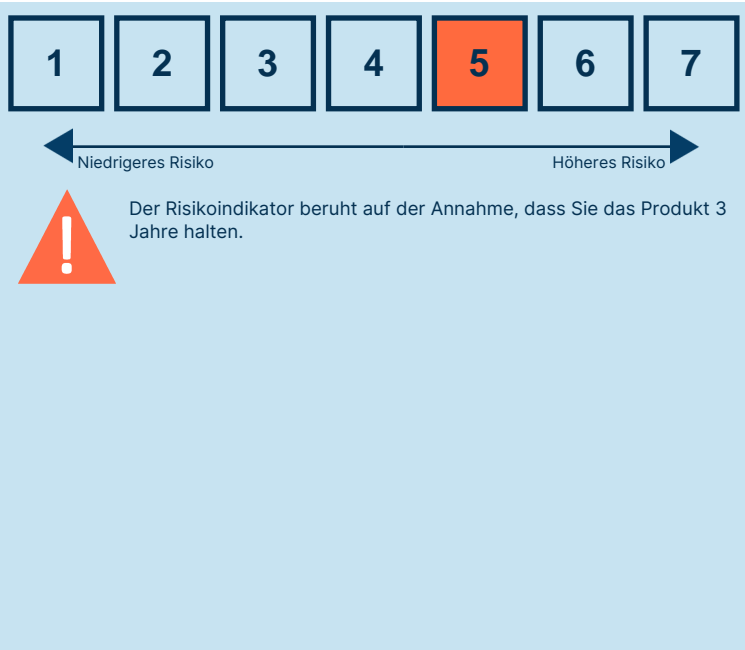 1 2 3 4 5 6 7
Niedrigeres Risiko Höheres Risiko
!
Der Risikoindikator beruht auf der Annahme, dass Sie das Produkt 3
Jahre halten.